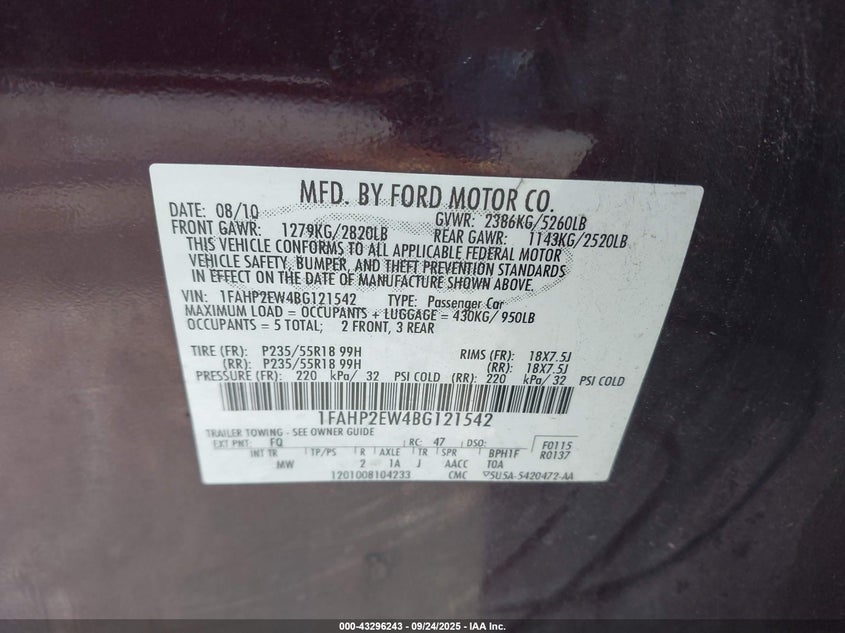 MFD. BY FORD MOTOR CO.
DATE: 08/10 GVWR: 2386KG/5260LB
FRONT GAWR: 1279KG/2820LB REAR GAWR: 1143KG/2520LB
THIS VEHICLE CONFORMS TO ALL APPLICABLE FEDERAL MOTOR
VEHICLE SAFETY, BUMPER, AND THEFT PREVENTION STANDARDS
IN EFFECT ON THE DATE OF MANUFACTURE SHOWN ABOVE.
VIN: 1FAHP2EW4BG121542 TYPE: Passenger Car
MAXIMUM LOAD = OCCUPANTS + LUGGAGE = 430KG/ 950LB
OCCUPANTS = 5 TOTAL; 2 FRONT, 3 REAR
TIRE (FR): P235/55R18 99H RIMS (FR): 18X7.5J
(RR): P235/55R18 99H (RR): 18X7.5J
PRESSURE (FR): 220 kPa/ 32 PSI COLD (RR): 220 kPa/ 32 PSI COLD
1FAHP2EW4BG121542
TRAILER TOWING - SEE OWNER GUIDE
EXT PNT: FQ RC: 47 DSO: F0115
INT TR TP/PS R AXLE TR SPR BPH1F R0137
MW 2 1A J AACC TOA
1201008104233 CMC 5U5A-5420472-AA
000-43296243 - 09/24/2025 - IAA Inc.